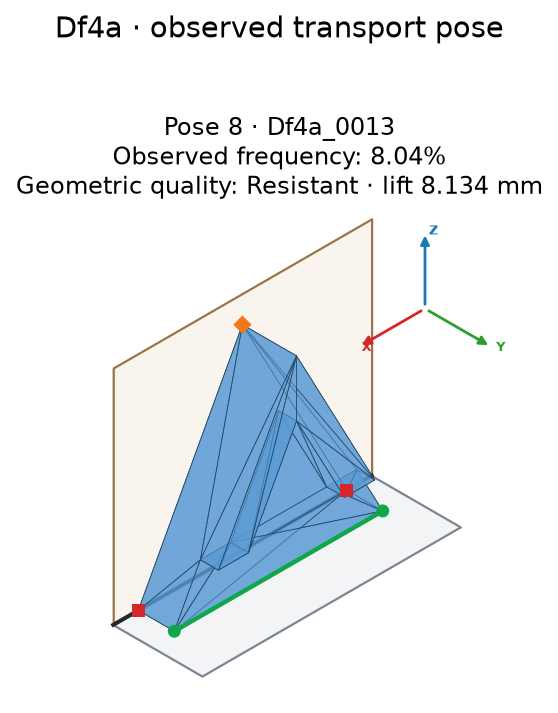 Df4a · observed transport pose
Pose 8 · Df4a_0013
Observed frequency: 8.04%
Geometric quality: Resistant · lift 8.134 mm
Z
X
Y